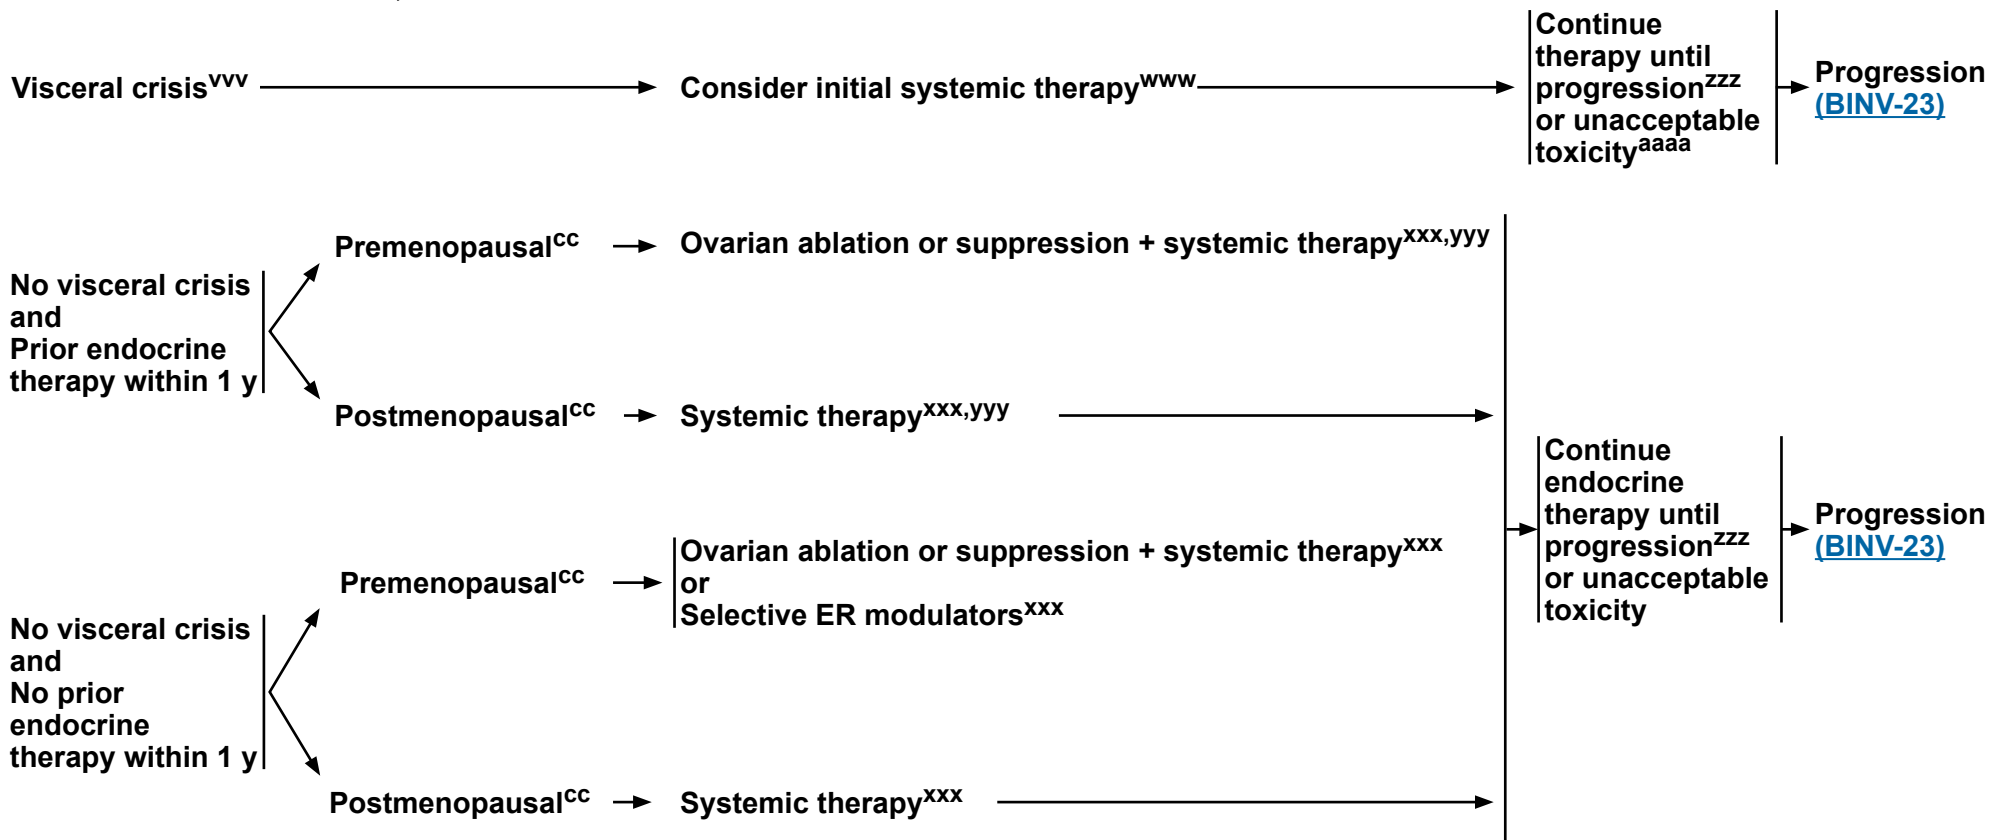 Visceral crisisvvv
Consider initial systemic therapywww
Continue
therapy until
progressionzzz
or unacceptable
toxicityaaaa
Progression
(BINV-23)
No visceral crisis
and
Prior endocrine
therapy within 1 y
Premenopausalcc
Ovarian ablation or suppression + systemic therapyxxx,yyy
Postmenopausalcc
Systemic therapyxxx,yyy
No visceral crisis
and
No prior
endocrine
therapy within 1 y
Premenopausalcc
Ovarian ablation or suppression + systemic therapyxxx
or
Selective ER modulatorsxxx
Postmenopausalcc
Systemic therapyxxx
Continue
endocrine
therapy until
progressionzzz
or unacceptable
toxicity
Progression
(BINV-23)